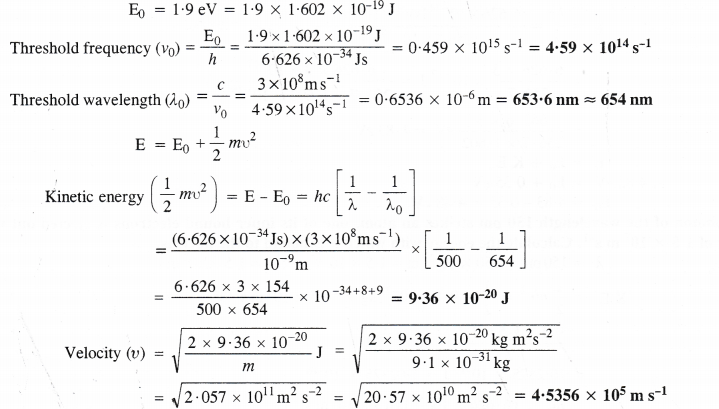 E₀ = 1·9 eV = 1·9 × 1·602 × 10⁻¹⁹ J
Threshold frequency (ν₀) = E₀/h = 1·9 × 1·602 × 10⁻¹⁹ J / 6·626 × 10⁻³⁴ Js = 0·459 × 10¹⁵ s⁻¹ = 4·59 × 10¹⁴ s⁻¹
Threshold wavelength (λ₀) = c/ν₀ = 3 × 10⁸ m s⁻¹ / 4·59 × 10¹⁴ s⁻¹ = 0·6536 × 10⁻⁶ m = 653·6 nm ≈ 654 nm
E = E₀ + 1/2 mυ²
Kinetic energy (1/2 mυ²) = E – E₀ = hc [1/λ – 1/λ₀]
= (6·626 × 10⁻³⁴ Js) × (3 × 10⁸ m s⁻¹) / 10⁻⁹ m × [1/500 – 1/654]
= 6·626 × 3 × 154 / 500 × 654 × 10⁻³⁴⁺⁸⁺⁹ = 9·36 × 10⁻²⁰ J
Velocity (υ) = √(2 × 9·36 × 10⁻²⁰ / m J) = √(2 × 9·36 × 10⁻²⁰ kg m² s⁻² / 9·1 × 10⁻³¹ kg)
= √(2·057 × 10¹¹ m² s⁻²) = √(20·57 × 10¹⁰ m² s⁻²) = 4·5356 × 10⁵ m s⁻¹